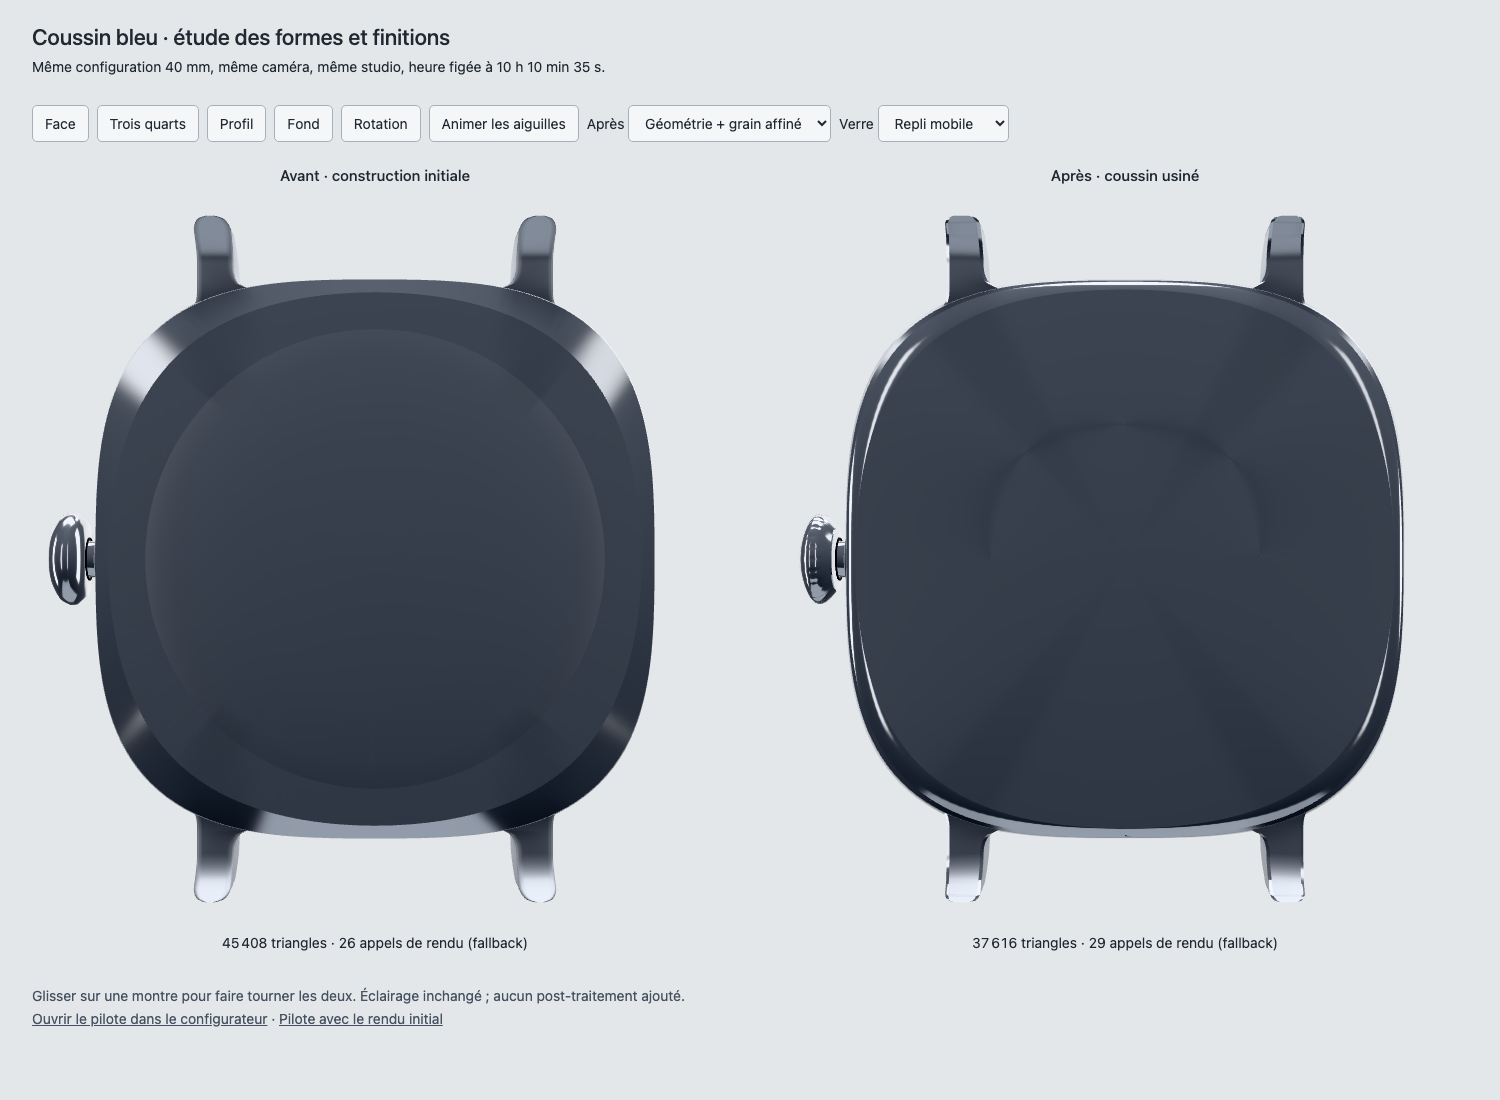 Coussin bleu · étude des formes et finitions
Même configuration 40 mm, même caméra, même studio, heure figée à 10 h 10 min 35 s.
Face Trois quarts Profil Fond Rotation Animer les aiguilles Après Géométrie + grain affiné Verre Repli mobile
Avant · construction initiale
Après · coussin usiné
45 408 triangles · 26 appels de rendu (fallback)
37 616 triangles · 29 appels de rendu (fallback)
Glisser sur une montre pour faire tourner les deux. Éclairage inchangé ; aucun post-traitement ajouté.
Ouvrir le pilote dans le configurateur · Pilote avec le rendu initial